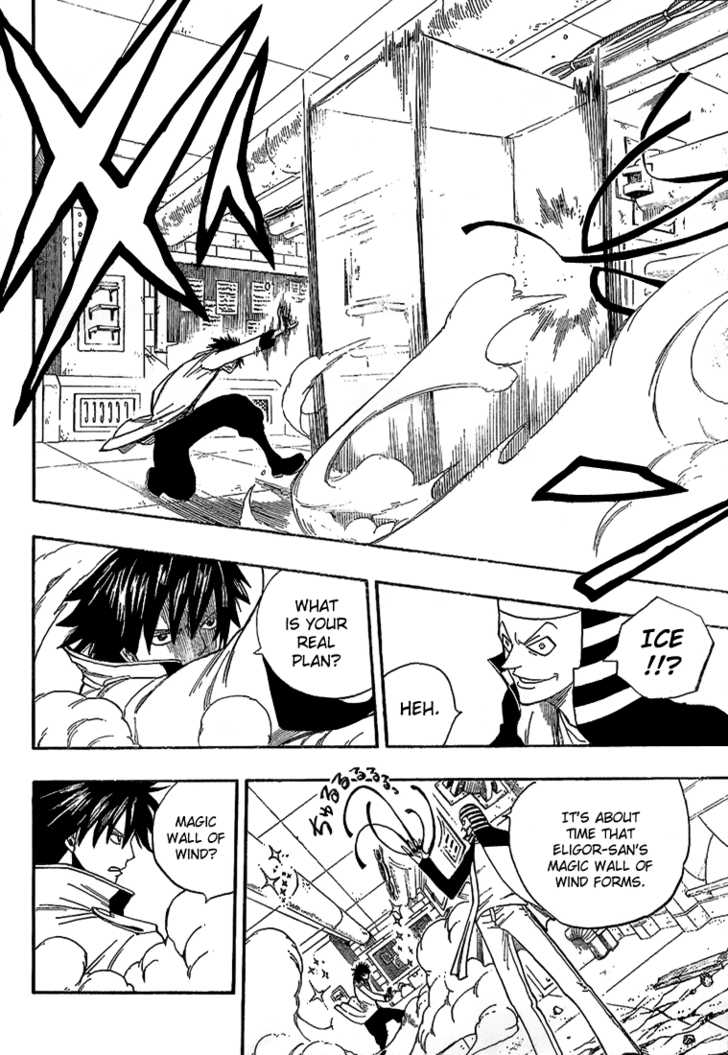 ICE
!!?
HEH.
WHAT
IS YOUR
REAL
PLAN?
IT'S ABOUT
TIME THAT
ELIGOR-SAN'S
MAGIC WALL OF
WIND FORMS.
MAGIC
WALL OF
WIND?